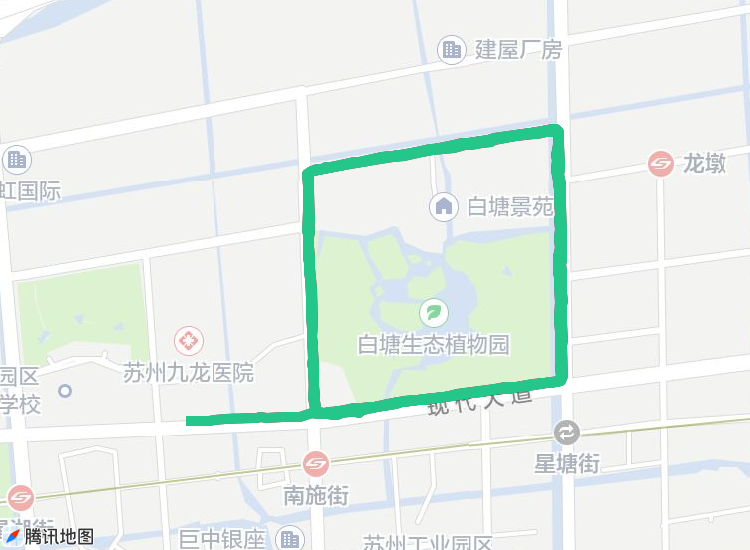 建屋厂房
龙墩
虹国际
白塘景苑
白塘生态植物园
苏州九龙医院
园区
学校
现代大道
星塘街
南施街
腾讯地图
巨中银座
苏州工业园区